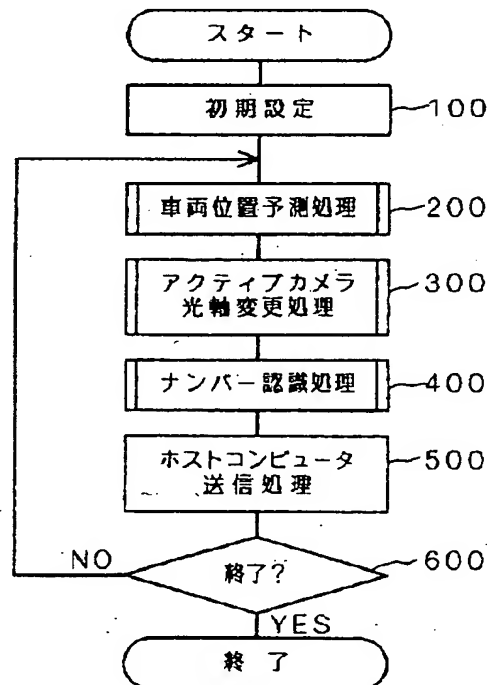 スタート
初期設定 100
車両位置予測処理 200
アクティブカメラ 300
光軸変更処理
ナンバー認識処理 400
ホストコンピュータ 500
送信処理
NO 終了? 600
YES
終了